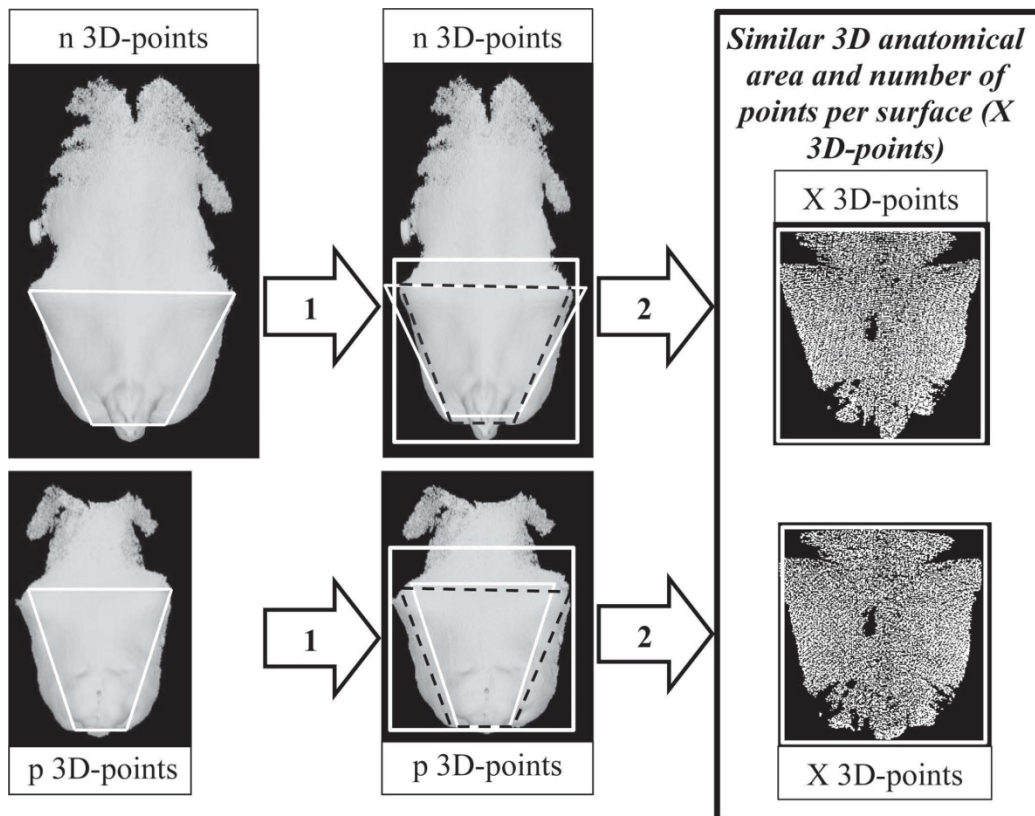 n 3D-points
n 3D-points
Similar 3D anatomical
area and number of
points per surface (X
3D-points)
X 3D-points
1
2
1
2
p 3D-points
p 3D-points
X 3D-points